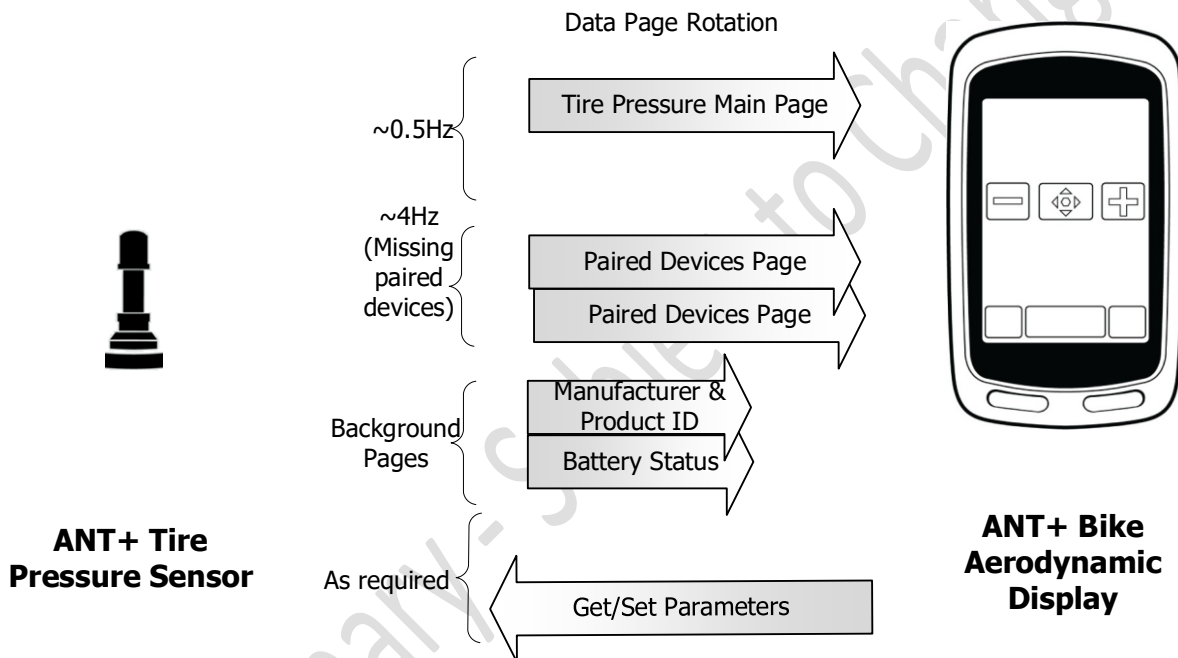 Data Page Rotation
~0.5Hz
Tire Pressure Main Page
~4Hz
(Missing
paired
devices)
Paired Devices Page
Paired Devices Page
Background
Pages
Manufacturer &
Product ID
Battery Status
As required
Get/Set Parameters
ANT+ Tire
Pressure Sensor
ANT+ Bike
Aerodynamic
Display